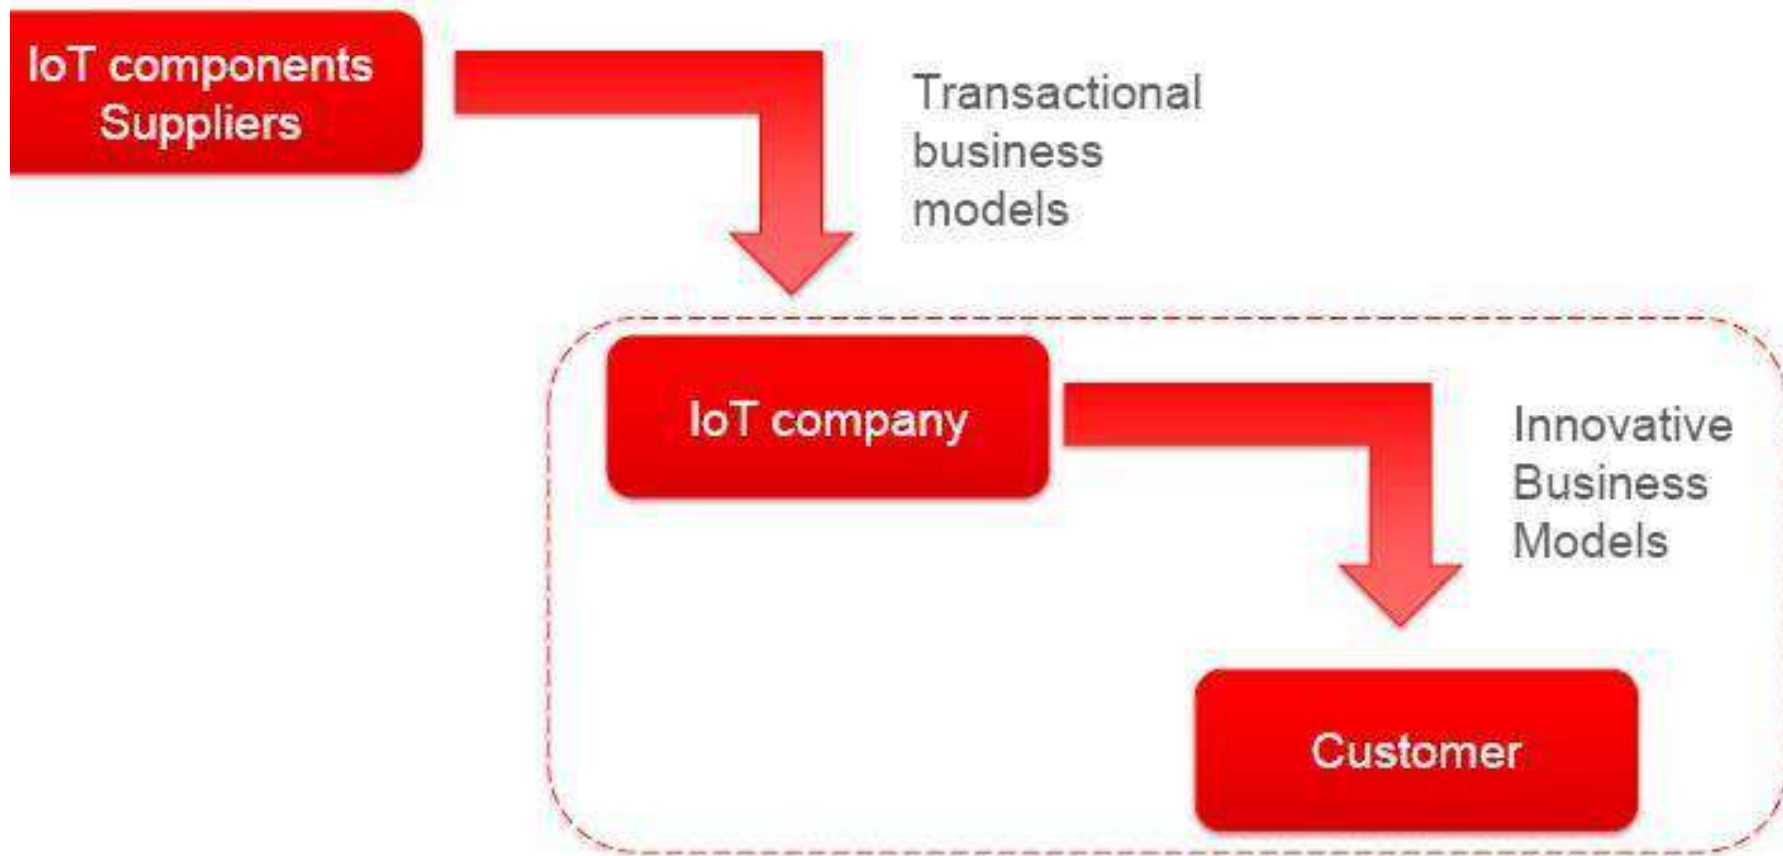 IoT components
Suppliers
Transactional
business
models
IoT company
Innovative
Business
Models
Customer